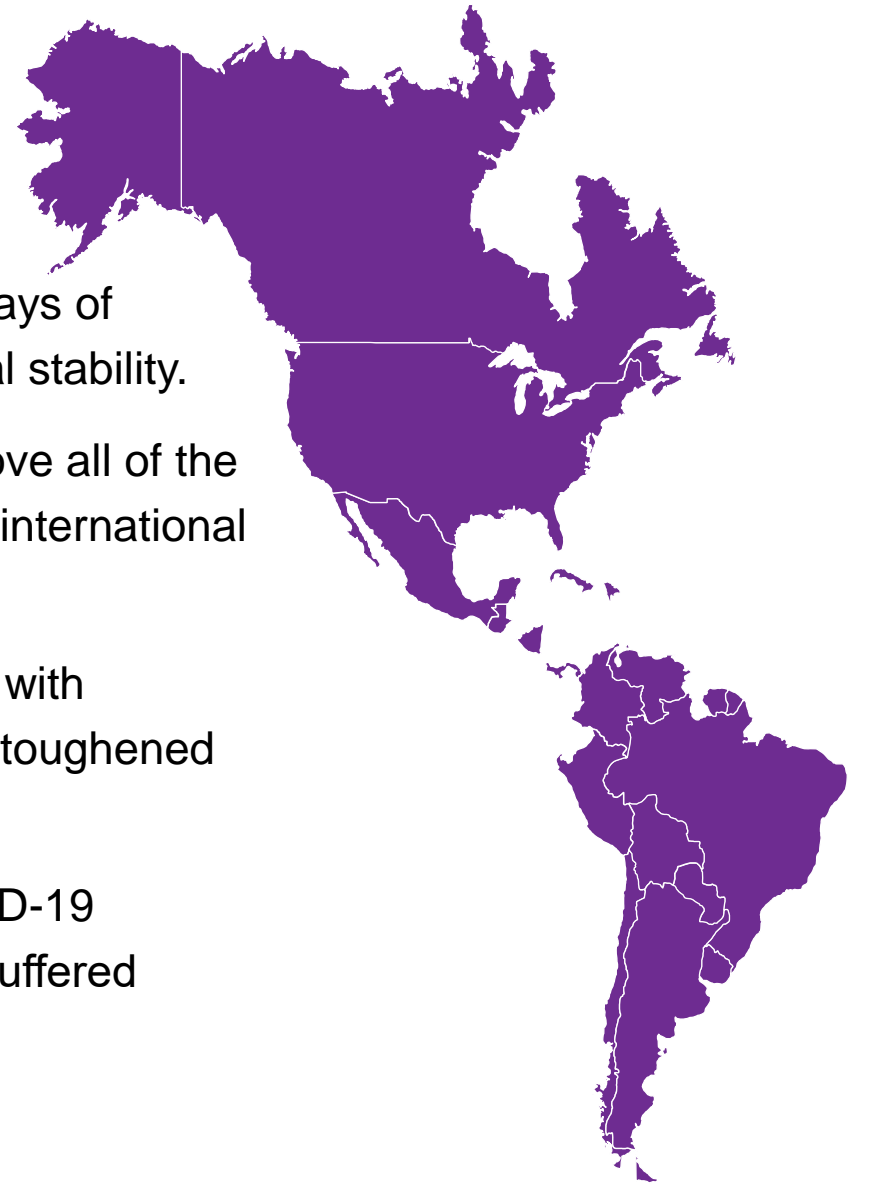 ays of
al stability.
ove all of the
international
with
toughened
D-19
uffered